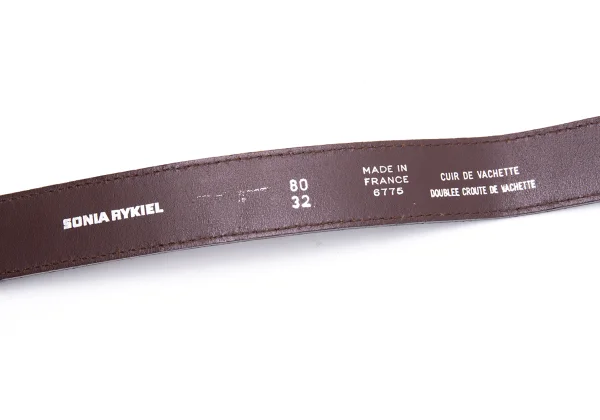 SONIA RYKIEL
80
32
MADE IN
FRANCE
6775
CUIR DE VACHETTE
DOUBLEE CROUTE DE VACHETTE